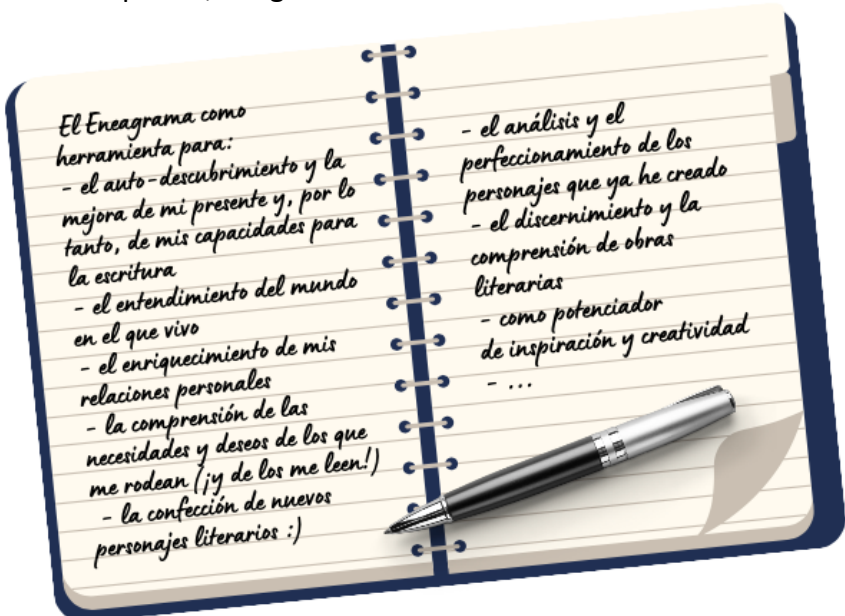 El Eneagrama como
herramienta para:
- el auto-descubrimiento y la
mejora de mi presente y, por lo
tanto, de mis capacidades para
la escritura
- el entendimiento del mundo
en el que vivo
- el enriquecimiento de mis
relaciones personales
- la comprensión de las
necesidades y deseos de los que
me rodean (¡y de los me leen!)
- la confección de nuevos
personajes literarios :)
- el análisis y el
perfeccionamiento de los
personajes que ya he creado
- el discernimiento y la
comprensión de obras
literarias
- como potenciador
de inspiración y creatividad
- ...